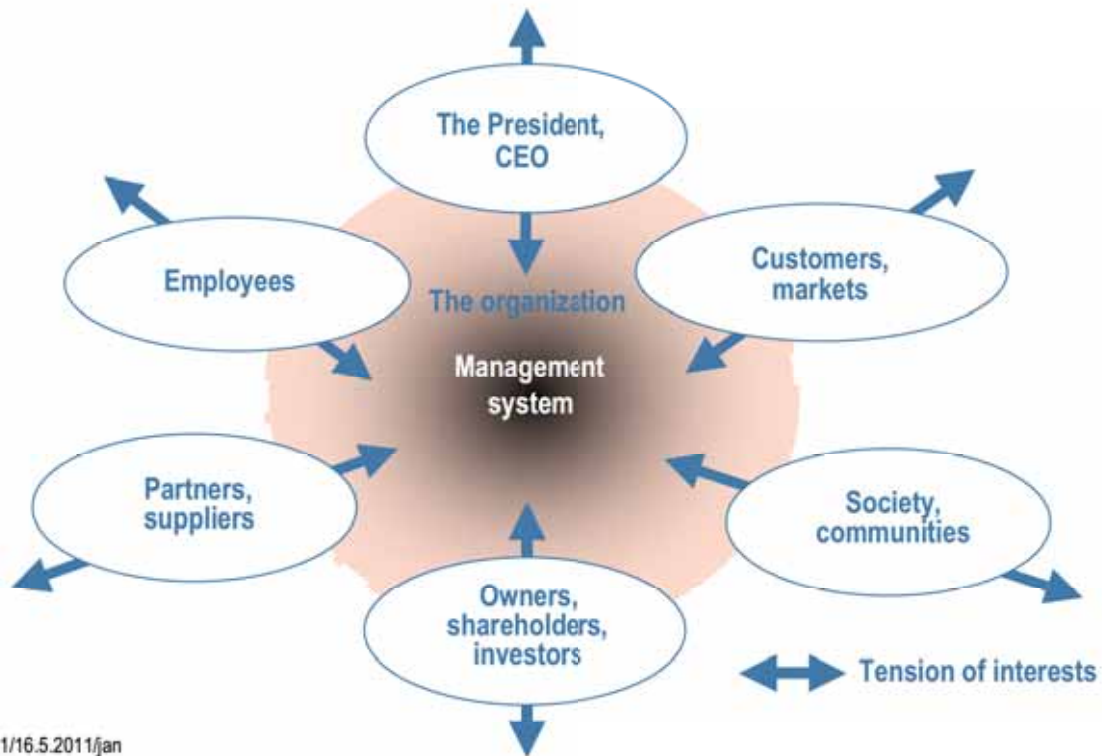 The President,
CEO
Employees
Customers,
markets
The organization
Management
system
Partners,
suppliers
Society,
communities
Owners,
shareholders,
investors
Tension of interests
1/16.5.2011/jan